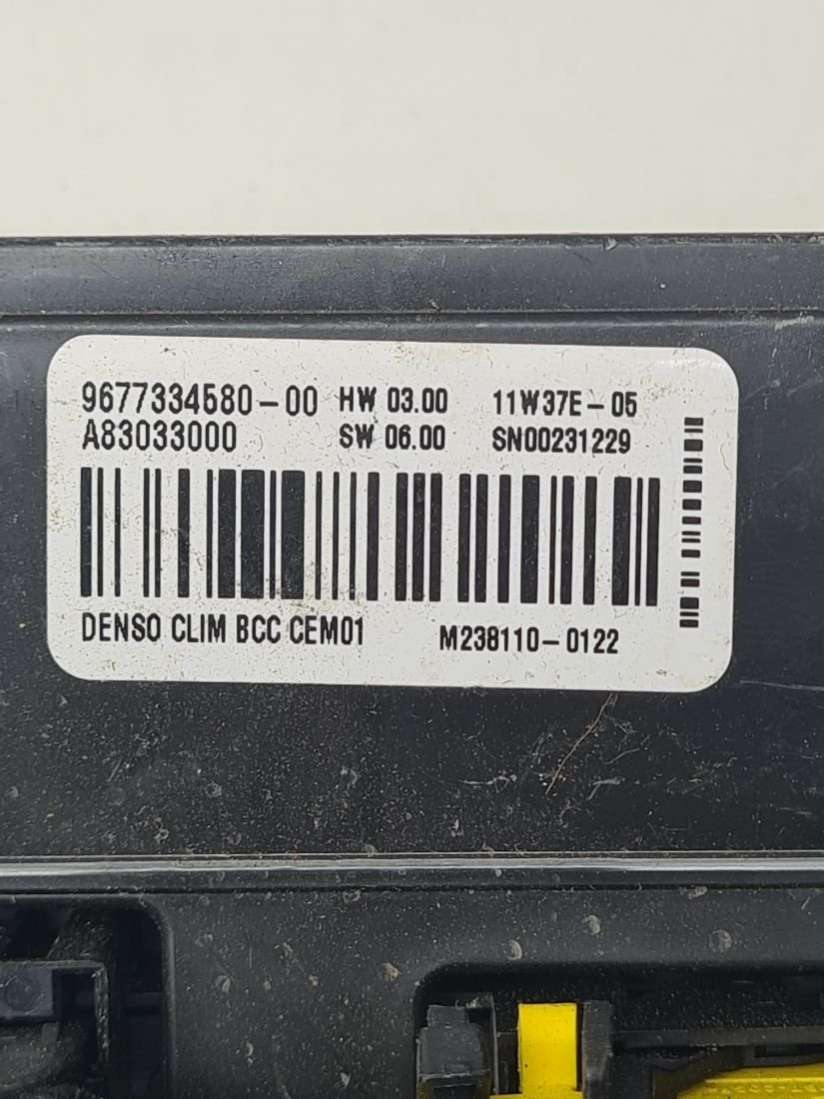 9677334580-00 HW 03.00 11W37E-05
A83033000 SW 06.00 SN00231229
DENSO CLIM BCC CEM01 M238110-0122